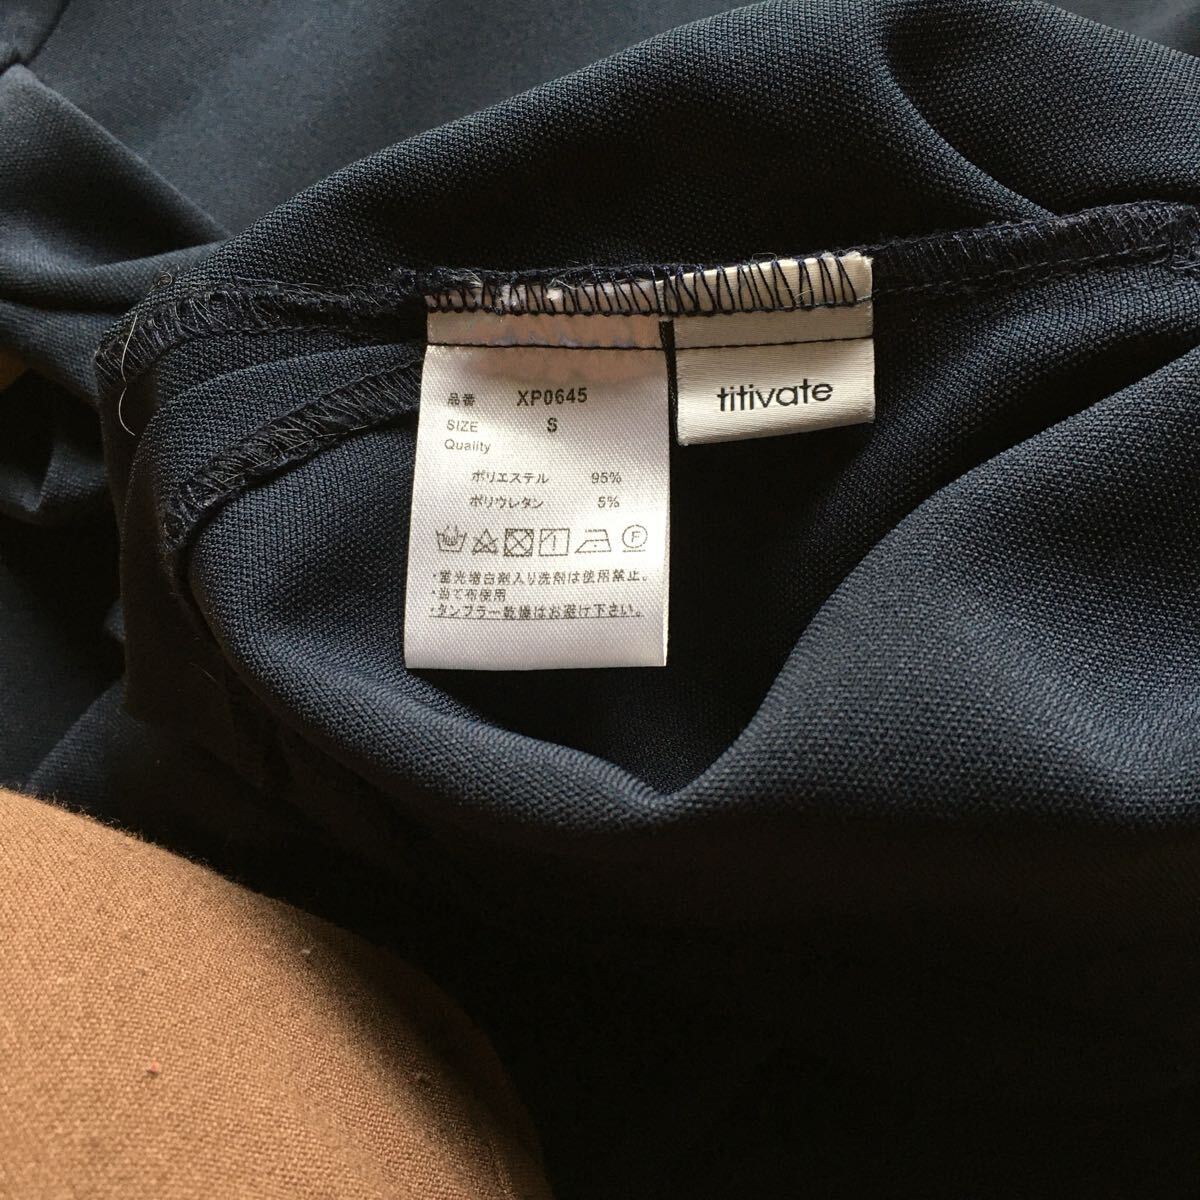 品番 XP0645
SIZE S
Quality
ポリエステル 95%
ポリウレタン 5%
F
・蛍光増白剤入り洗剤は使用禁止。
・当て布使用
・タンブラー乾燥はお避け下さい。
titivate